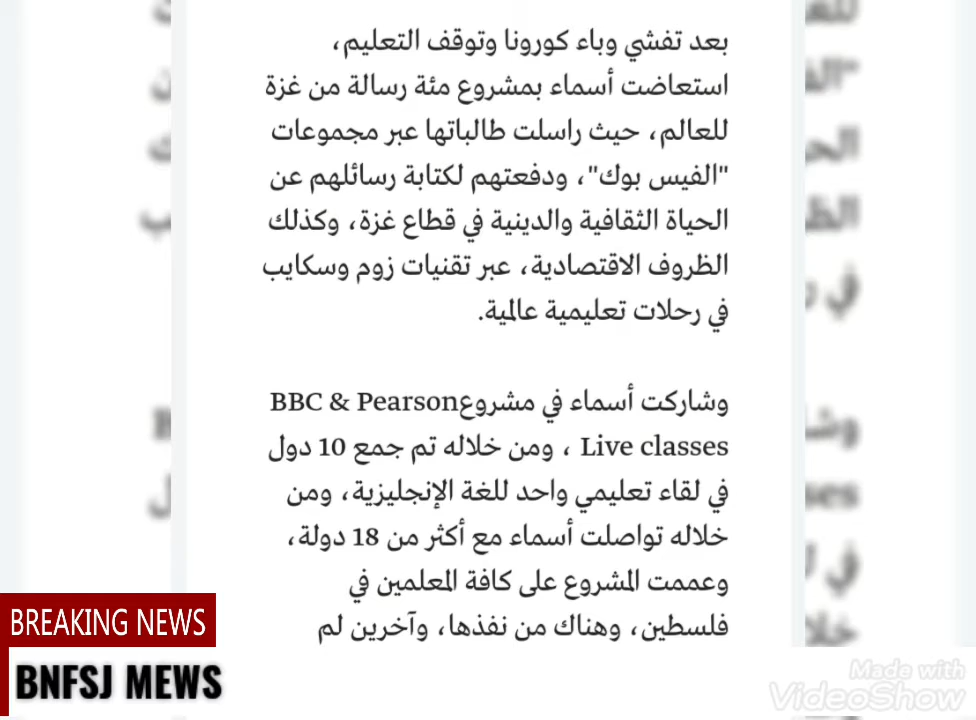 بعد تفشي وباء كورونا وتوقف التعليم،
استعاضت أسماء بمشروع مئة رسالة من غزة
للعالم، حيث راسلت طالباتها عبر مجموعات
"الفيس بوك"، ودفعتهم لكتابة رسائلهم عن
الحياة الثقافية والدينية في قطاع غزة، وكذلك
الظروف الاقتصادية، عبر تقنيات زوم وسكايب
في رحلات تعليمية عالمية.
وشاركت أسماء في مشروعBBC & Pearson
Live classes ، ومن خلاله تم جمع 10 دول
في لقاء تعليمي واحد للغة الإنجليزية، ومن
خلاله تواصلت أسماء مع أكثر من 18 دولة،
وعممت المشروع على كافة المعلمين في
فلسطين، وهناك من نفذها، وآخرين لم
BREAKING NEWS
BNFSJ MEWS
Made with
VideoShow